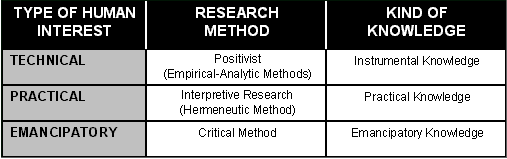 TYPE OF HUMAN INTEREST
RESEARCH METHOD
KIND OF KNOWLEDGE
TECHNICAL
Positivist
(Empirical-Analytic Methods)
Instrumental Knowledge
PRACTICAL
Interpretive Research
(Hermeneutic Method)
Practical Knowledge
EMANCIPATORY
Critical Method
Emancipatory Knowledge